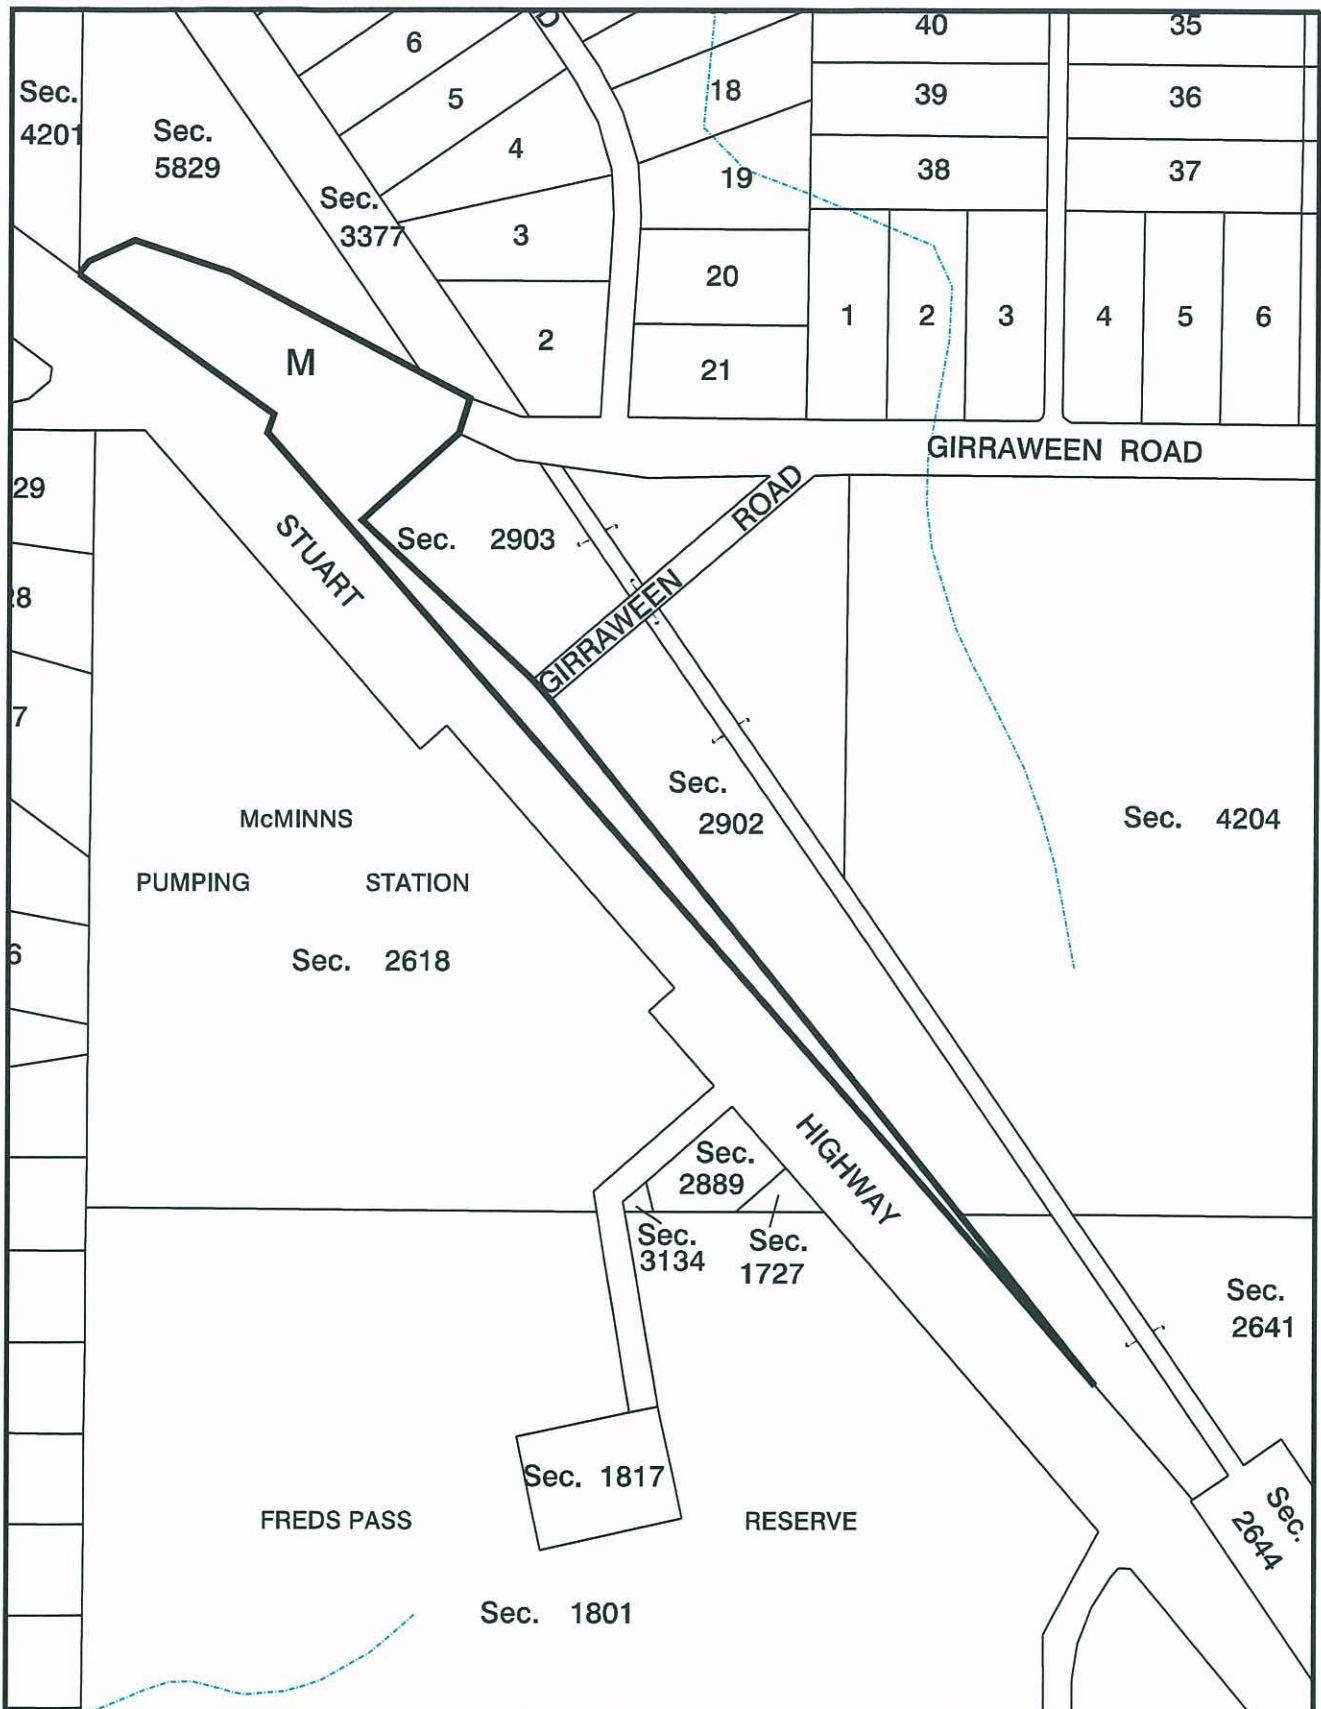 D
40
35
6
Sec.
4201
5
18
39
36
Sec.
5829
4
38
37
19
Sec.
3377
3
20
1
2
3
4
5
6
2
M
21
GIRRAWEEN ROAD
29
ROAD
STUART
Sec. 2903
28
GIRRAWEEN
7
Sec.
2902
McMINNS
Sec. 4204
PUMPING STATION
6
Sec. 2618
HIGHWAY
Sec.
2889
Sec.
3134
Sec.
1727
Sec.
2641
Sec. 1817
FREDS PASS RESERVE
Sec.
2644
Sec. 1801